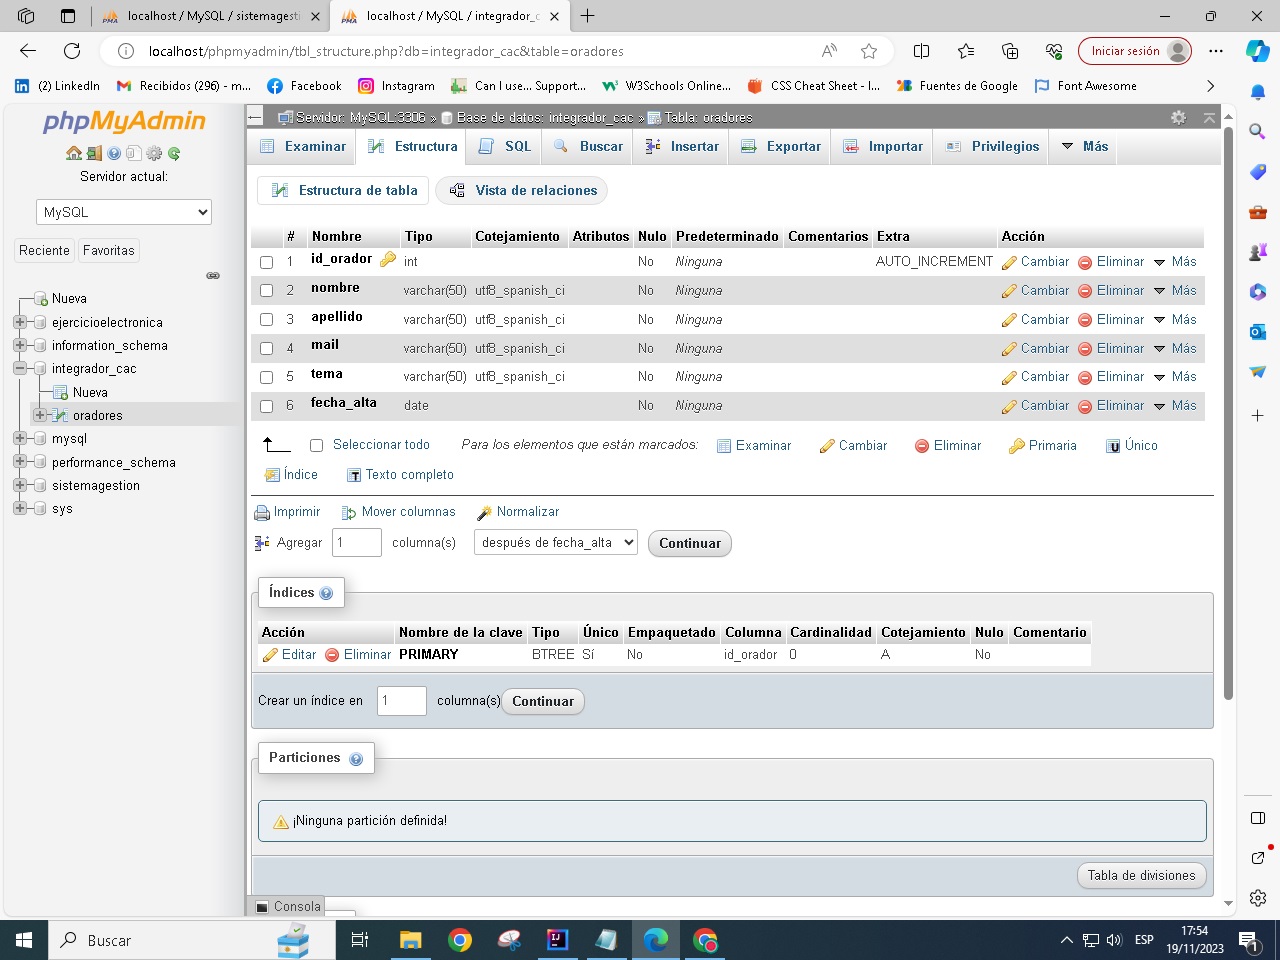 localhost / MySQL / sistemagesti
localhost / MySQL / integrador_c
localhost/phpmyadmin/tbl_structure.php?db=integrador_cac&table=oradores
Iniciar sesión
(2) LinkedIn
Recibidos (296) - m...
Facebook
Instagram
Can I use... Support...
W3Schools Online...
CSS Cheat Sheet - I...
Fuentes de Google
Font Awesome
phpMyAdmin
Servidor actual:
MySQL
Reciente Favoritas
Nueva
ejercicioelectronica
information_schema
integrador_cac
Nueva
oradores
mysql
performance_schema
sistemagestion
sys
Servidor: MySQL:3306 » Base de datos: integrador_cac » Tabla: oradores
Examinar Estructura SQL Buscar Insertar Exportar Importar Privilegios Más
Estructura de tabla Vista de relaciones
# Nombre Tipo Cotejamiento Atributos Nulo Predeterminado Comentarios Extra Acción
1 id_orador int No Ninguna AUTO_INCREMENT Cambiar Eliminar Más
2 nombre varchar(50) utf8_spanish_ci No Ninguna Cambiar Eliminar Más
3 apellido varchar(50) utf8_spanish_ci No Ninguna Cambiar Eliminar Más
4 mail varchar(50) utf8_spanish_ci No Ninguna Cambiar Eliminar Más
5 tema varchar(50) utf8_spanish_ci No Ninguna Cambiar Eliminar Más
6 fecha_alta date No Ninguna Cambiar Eliminar Más
Seleccionar todo Para los elementos que están marcados: Examinar Cambiar Eliminar Primaria Único
Índice Texto completo
Imprimir Mover columnas Normalizar
Agregar 1 columna(s) después de fecha_alta Continuar
Índices
Acción Nombre de la clave Tipo Único Empaquetado Columna Cardinalidad Cotejamiento Nulo Comentario
Editar Eliminar PRIMARY BTREE Sí No id_orador 0 A No
Crear un índice en 1 columna(s) Continuar
Particiones
¡Ninguna partición definida!
Tabla de divisiones
Consola
Buscar
ESP
17:54
19/11/2023
1